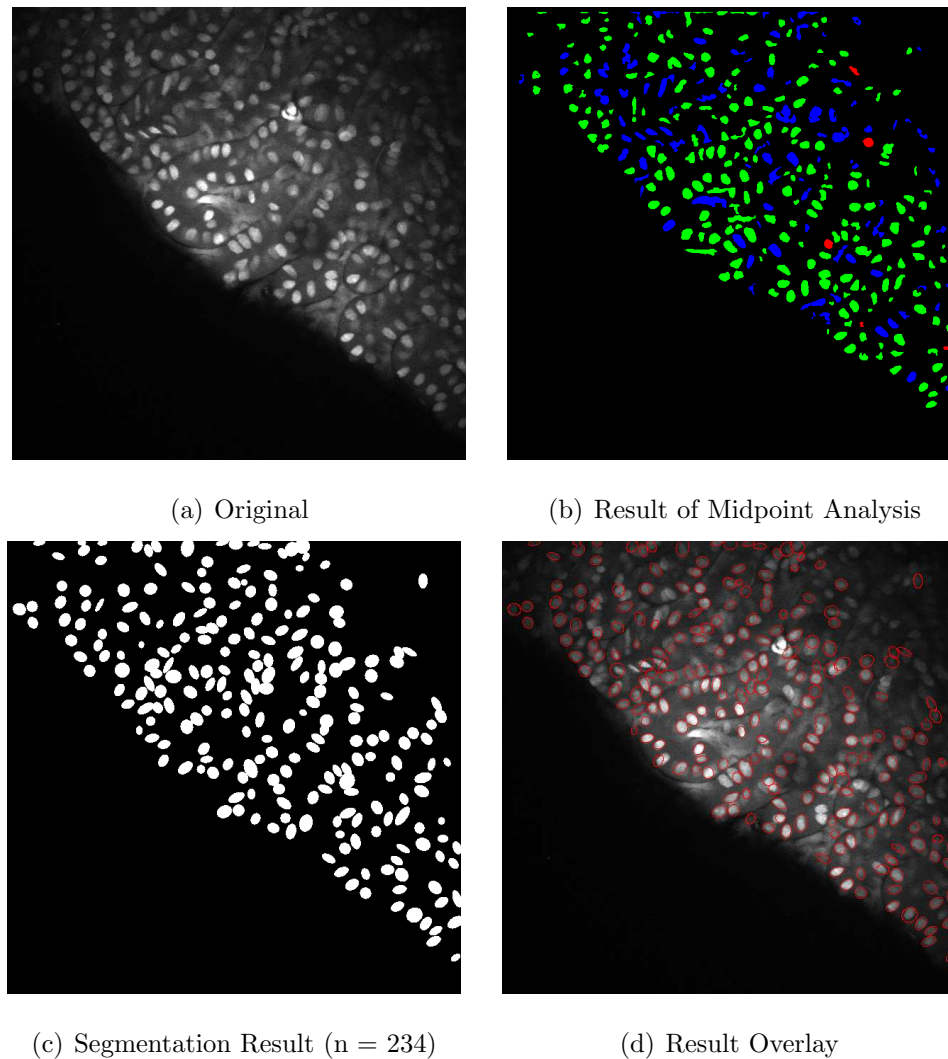 (a) Original
(b) Result of Midpoint Analysis
(c) Segmentation Result (n = 234)
(d) Result Overlay